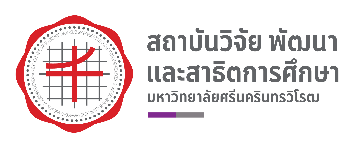 สถาบันวิจัย พัฒนา
และสาธิตการศึกษา
มหาวิทยาลัยศรีนครินทรวิโรฒ